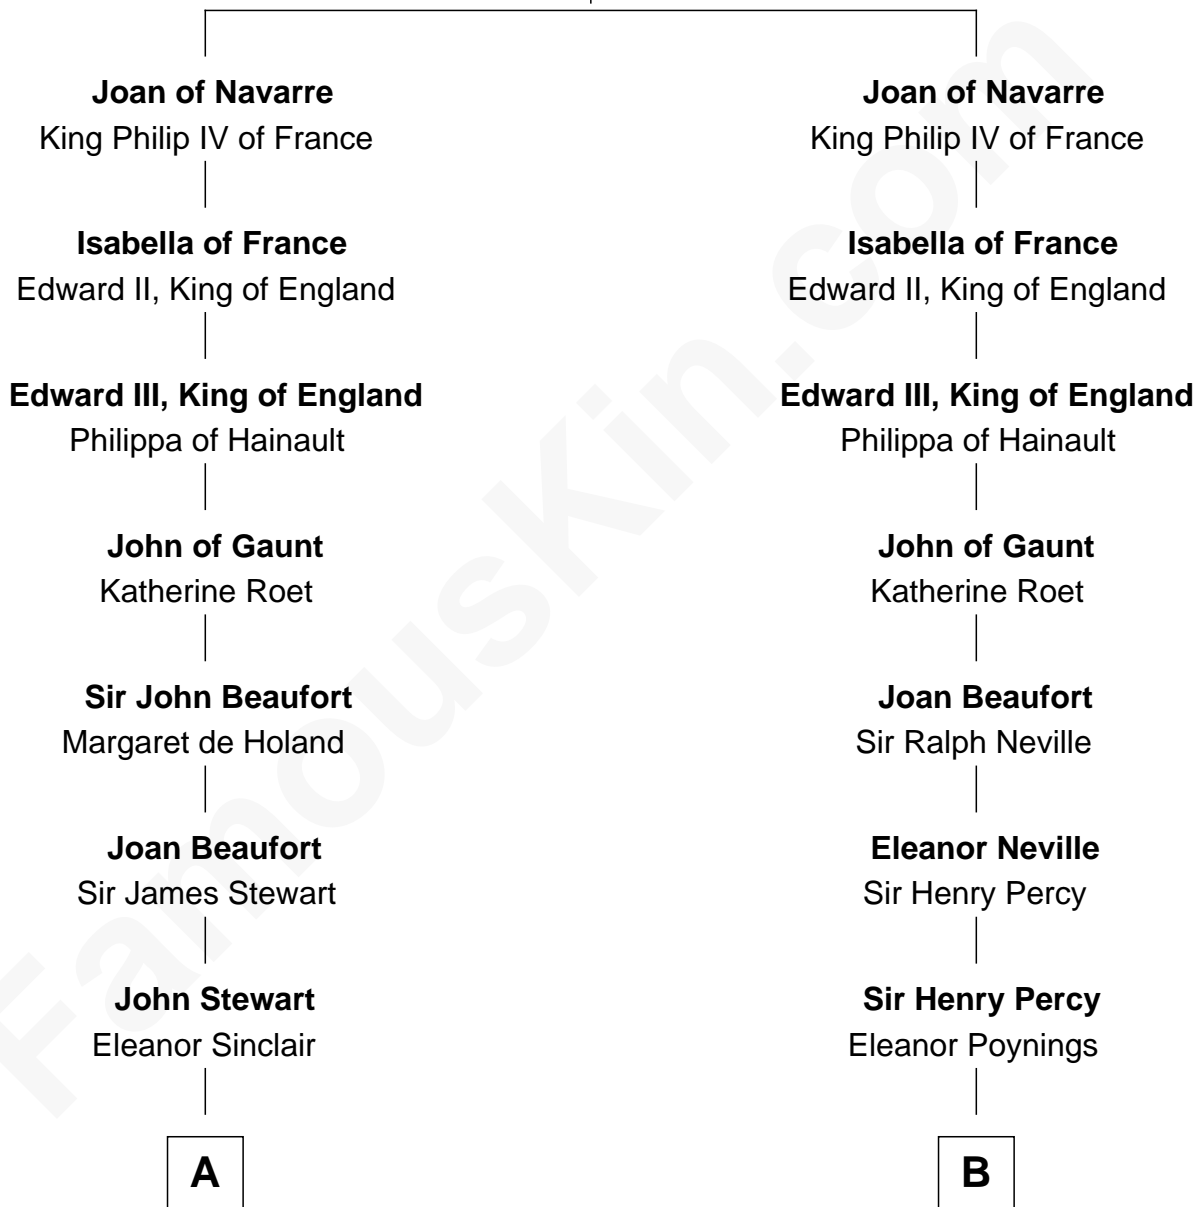 Joan of Navarre
King Philip IV of France
Isabella of France
Edward II, King of England
Edward III, King of England
Philippa of Hainault
John of Gaunt
Katherine Roet
Sir John Beaufort
Margaret de Holand
Joan Beaufort
Sir James Stewart
John Stewart
Eleanor Sinclair
A
Joan of Navarre
King Philip IV of France
Isabella of France
Edward II, King of England
Edward III, King of England
Philippa of Hainault
John of Gaunt
Katherine Roet
Joan Beaufort
Sir Ralph Neville
Eleanor Neville
Sir Henry Percy
Sir Henry Percy
Eleanor Poynings
B
FamousKin.com